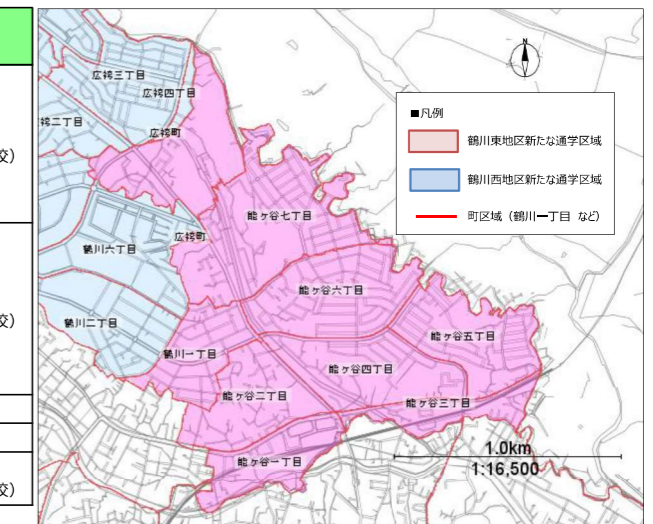 校)
校)
校)
N
■凡例
鶴川東地区新たな通学区域
鶴川西地区新たな通学区域
町区域(鶴川一丁目 など)
広袴三丁目
広袴四丁目
袴二丁目
広袴町
能ヶ谷七丁目
広袴町
鶴川六丁目
能ヶ谷六丁目
鶴川二丁目
能ヶ谷五丁目
鶴川一丁目
能ヶ谷四丁目
能ヶ谷二丁目
能ヶ谷三丁目
1.0km
1:16,500
能ヶ谷一丁目